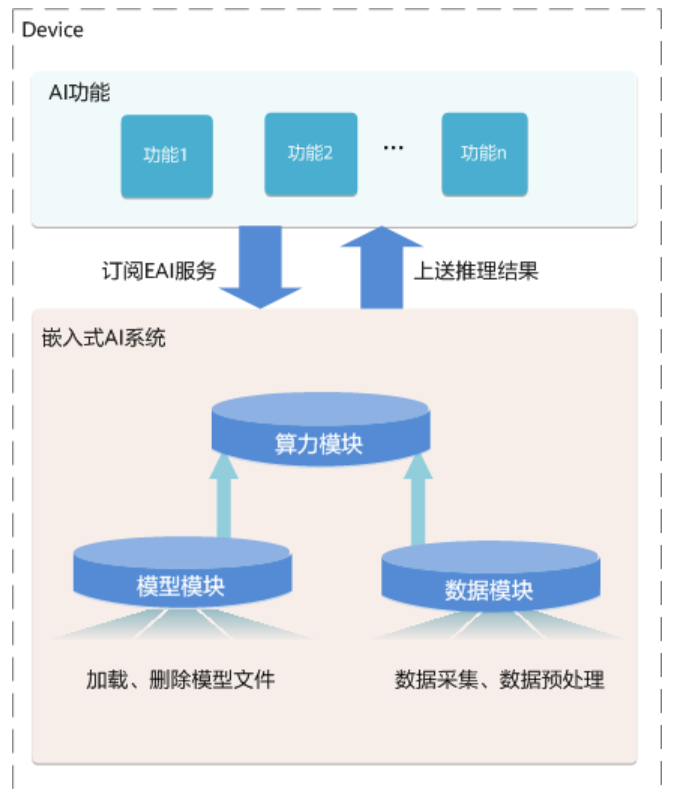 Device
AI功能
功能1
功能2
...
功能n
订阅EAI服务
上送推理结果
嵌入式AI系统
算力模块
模型模块
数据模块
加载、删除模型文件
数据采集、数据预处理